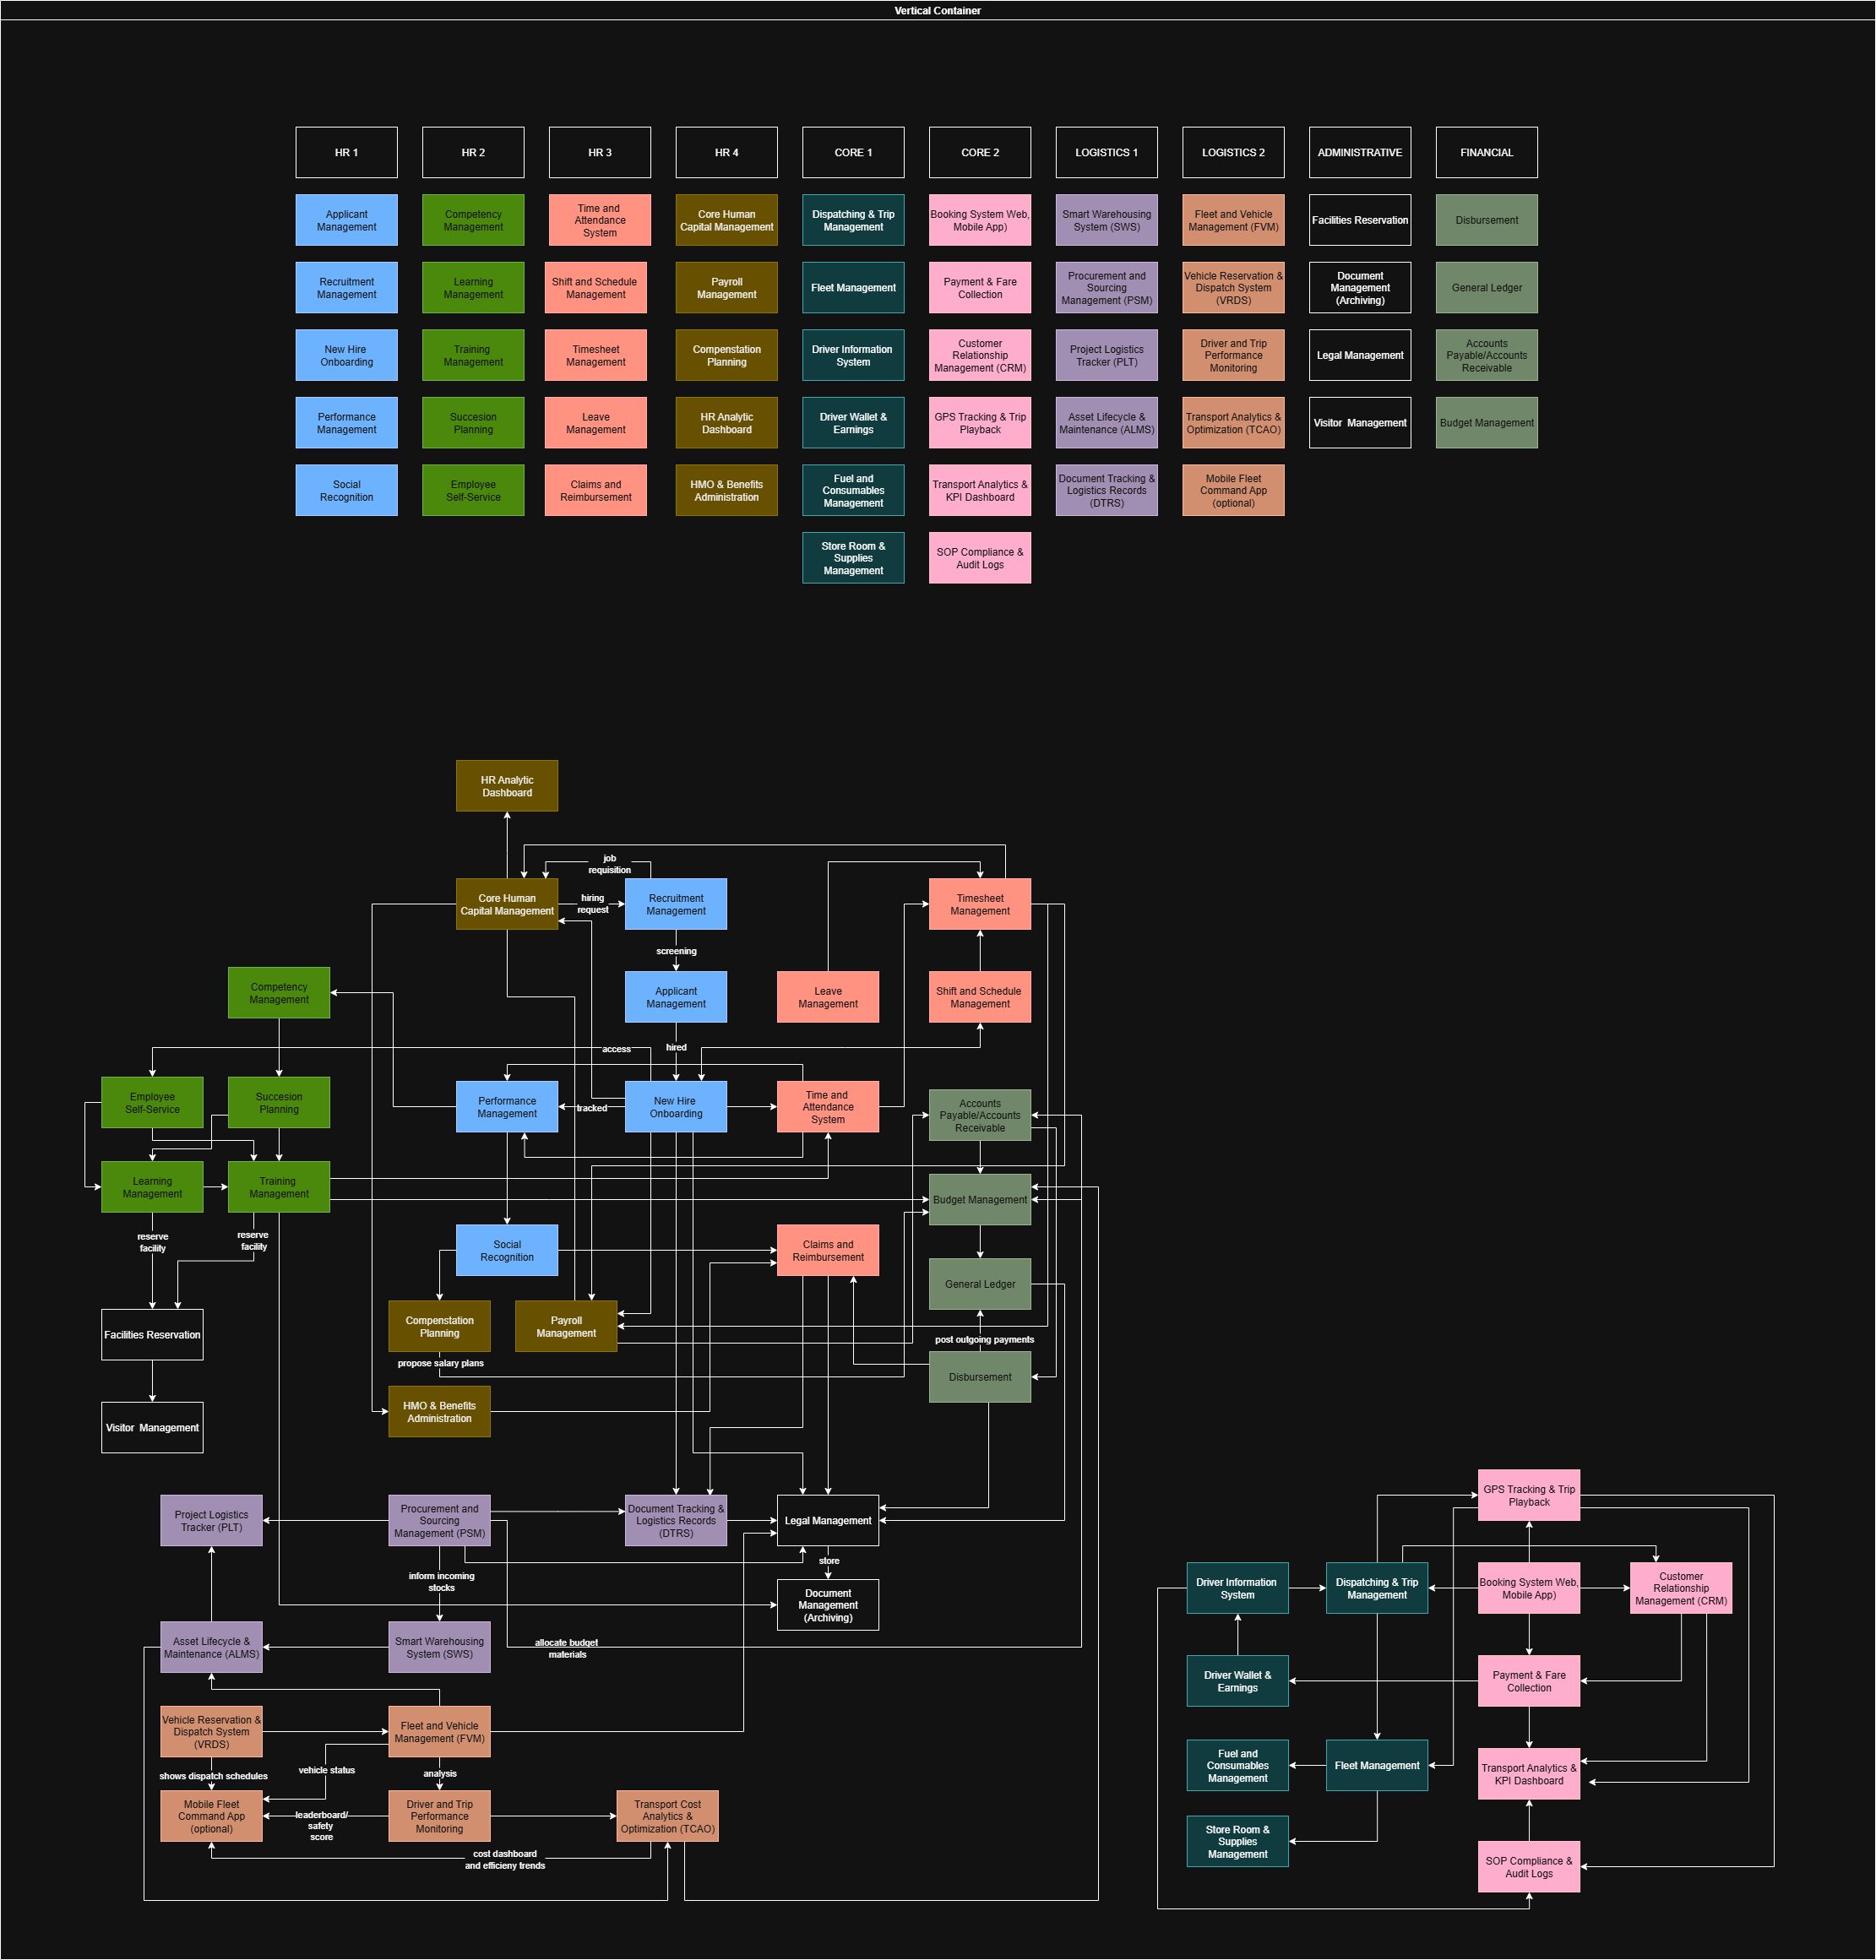 Vertical Container
HR 1
HR 2
HR 3
HR 4
CORE 1
CORE 2
LOGISTICS 1
LOGISTICS 2
ADMINISTRATIVE
FINANCIAL
Applicant
Management
Competency
Management
Time and
Attendance
System
Core Human
Capital Management
Dispatching & Trip
Management
Booking System Web,
Mobile App)
Smart Warehousing
System (SWS)
Fleet and Vehicle
Management (FVM)
Facilities Reservation
Disbursement
Recruitment
Management
Learning
Management
Shift and Schedule
Management
Payroll
Management
Fleet Management
Payment & Fare
Collection
Procurement and
Sourcing
Management (PSM)
Vehicle Reservation &
Dispatch System
(VRDS)
Document
Management
(Archiving)
General Ledger
New Hire
Onboarding
Training
Management
Timesheet
Management
Compenstation
Planning
Driver Information
System
Customer
Relationship
Management (CRM)
Project Logistics
Tracker (PLT)
Driver and Trip
Performance
Monitoring
Legal Management
Accounts
Payable/Accounts
Receivable
Performance
Management
Succesion
Planning
Leave
Management
HR Analytic
Dashboard
Driver Wallet &
Earnings
GPS Tracking & Trip
Playback
Asset Lifecycle &
Maintenance (ALMS)
Transport Analytics &
Optimization (TCAO)
Visitor  Management
Budget Management
Social
Recognition
Employee
Self-Service
Claims and
Reimbursement
HMO & Benefits
Administration
Fuel and
Consumables
Management
Transport Analytics &
KPI Dashboard
Document Tracking &
Logistics Records
(DTRS)
Mobile Fleet
Command App
(optional)
Store Room &
Supplies
Management
SOP Compliance &
Audit Logs
HR Analytic
Dashboard
job
requisition
Core Human
Capital Management
hiring
request
Recruitment
Management
Timesheet
Management
screening
Competency
Management
Applicant
Management
Leave
Management
Shift and Schedule
Management
access
hired
Employee
Self-Service
Succesion
Planning
Performance
Management
tracked
New Hire
Onboarding
Time and
Attendance
System
Accounts
Payable/Accounts
Receivable
Learning
Management
Training
Management
Budget Management
reserve
facility
reserve
facility
Social
Recognition
Claims and
Reimbursement
General Ledger
Facilities Reservation
Compenstation
Planning
Payroll
Management
post outgoing payments
propose salary plans
Disbursement
HMO & Benefits
Administration
Visitor  Management
Project Logistics
Tracker (PLT)
Procurement and
Sourcing
Management (PSM)
Document Tracking &
Logistics Records
(DTRS)
Legal Management
GPS Tracking & Trip
Playback
store
inform incoming
stocks
Document
Management
(Archiving)
Driver Information
System
Dispatching & Trip
Management
Booking System Web,
Mobile App)
Customer
Relationship
Management (CRM)
Asset Lifecycle &
Maintenance (ALMS)
Smart Warehousing
System (SWS)
allocate budget
materials
Driver Wallet &
Earnings
Payment & Fare
Collection
Vehicle Reservation &
Dispatch System
(VRDS)
Fleet and Vehicle
Management (FVM)
Fuel and
Consumables
Management
Fleet Management
Transport Analytics &
KPI Dashboard
shows dispatch schedules
vehicle status
analysis
Mobile Fleet
Command App
(optional)
leaderboard/
safety
score
Driver and Trip
Performance
Monitoring
Transport Cost
Analytics &
Optimization (TCAO)
Store Room &
Supplies
Management
cost dashboard
and efficieny trends
SOP Compliance &
Audit Logs